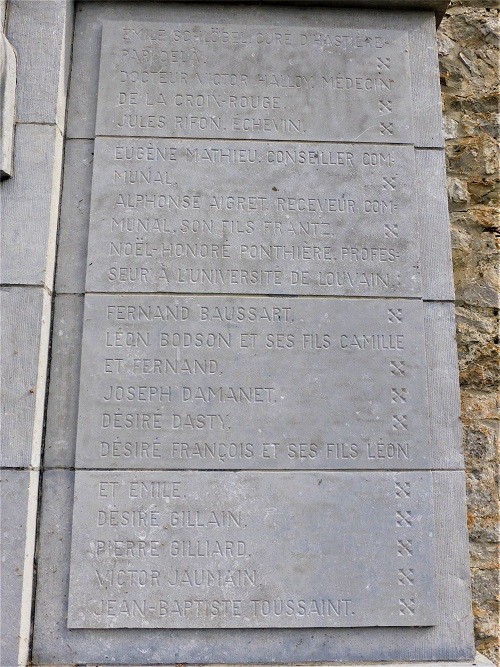 EMILE SCHLÖGEL, CURÉ D'HASTIÈRE-
PAR-DELÀ.
DOCTEUR VICTOR HALLOY, MÉDECIN
DE LA CROIX-ROUGE.
JULES RIFON, ÉCHEVIN.
EUGÈNE MATHIEU, CONSEILLER COM-
MUNAL.
ALPHONSE AIGRET, RECEVEUR COM-
MUNAL, SON FILS FRANTZ.
NOËL-HONORÉ PONTHIÈRE, PROFES-
SEUR À L'UNIVERSITÉ DE LOUVAIN.
FERNAND BAUSSART.
LÉON BODSON ET SES FILS CAMILLE
ET FERNAND.
JOSEPH DAMANET.
DÉSIRÉ DASTY.
DÉSIRÉ FRANÇOIS ET SES FILS LÉON
ET EMILE.
DÉSIRÉ GILLAIN.
PIERRE GILLIARD.
VICTOR JAUMAIN.
JEAN-BAPTISTE TOUSSAINT.